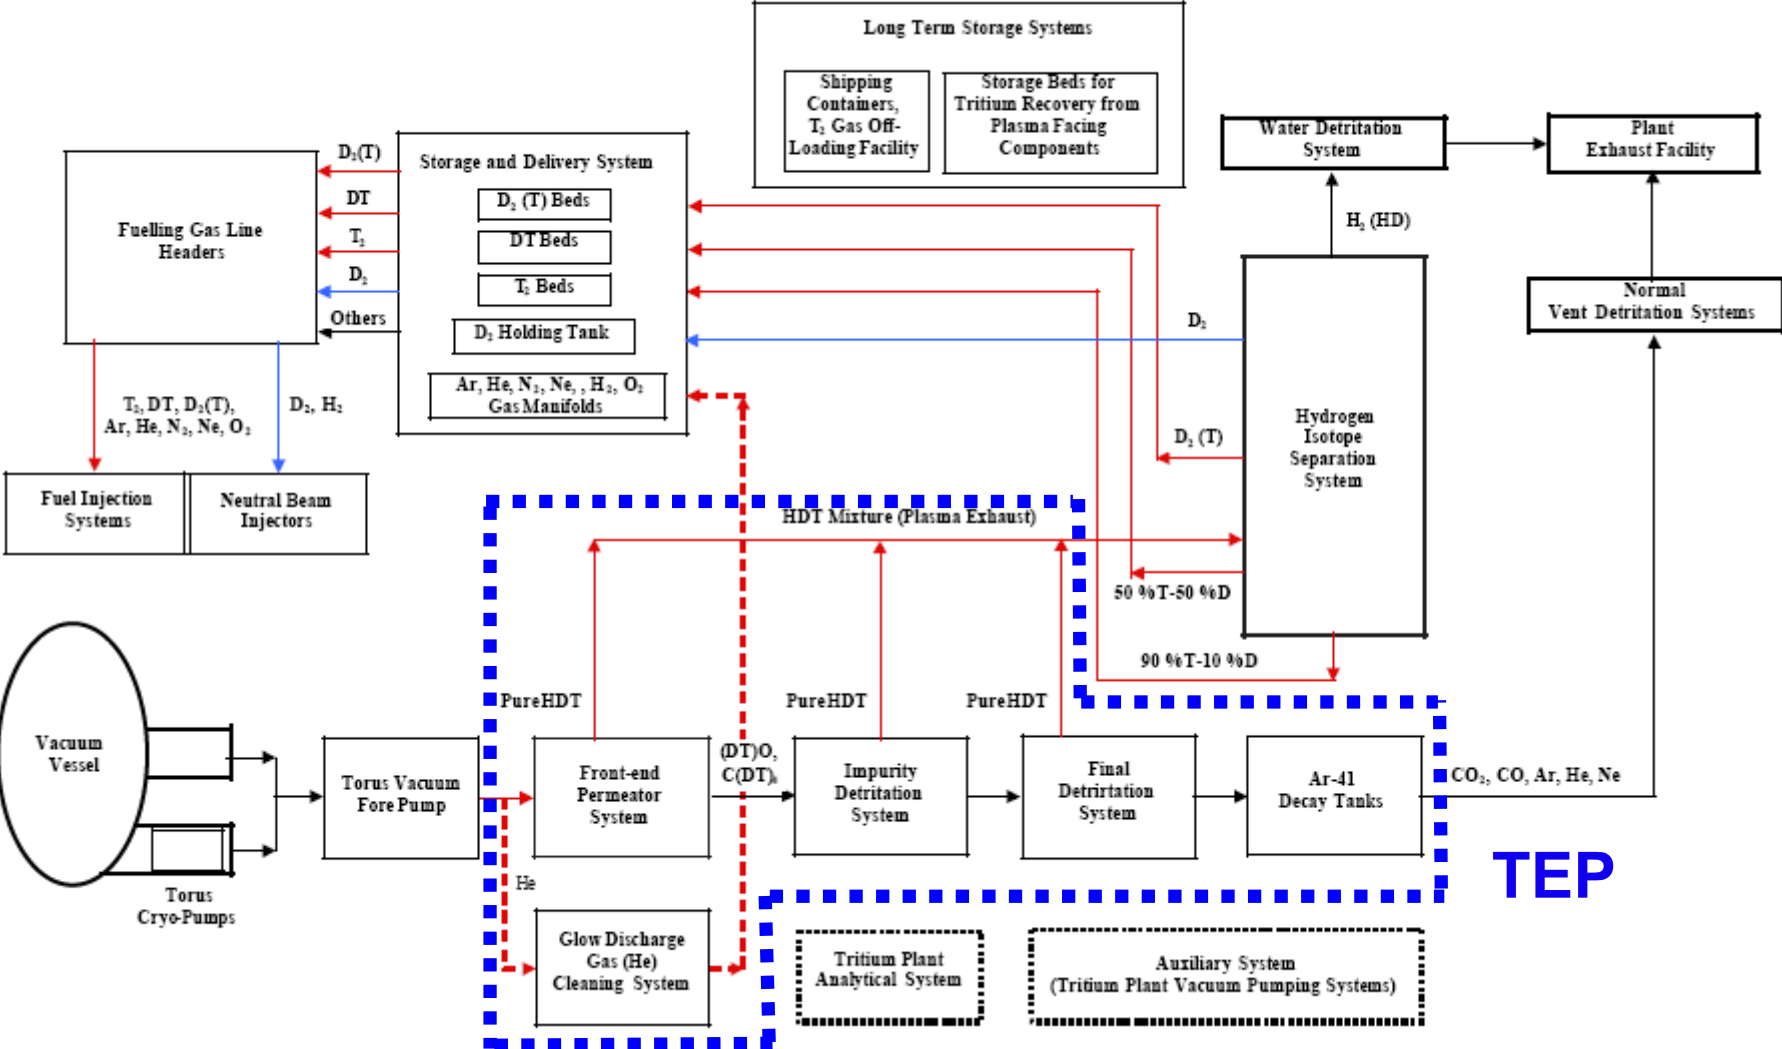 Long Term Storage Systems
Shipping
Containers,
T₂ Gas Off-
Loading Facility
Storage Beds for
Tritium Recovery from
Plasma Facing
Components
Water Detritation
System
Plant
Exhaust Facility
H₂ (HD)
Normal
Vent Detritation Systems
Fuelling Gas Line
Headers
D₂(T)
DT
T₂
D₂
Others
Storage and Delivery System
D₂ (T) Beds
DT Beds
T₂ Beds
D₂ Holding Tank
Ar, He, N₂, Ne, , H₂, O₂
Gas Manifolds
D₂
D₂ (T)
Hydrogen
Isotope
Separation
System
T₂, DT, D₂(T),
Ar, He, N₂, Ne, O₂
D₂, H₂
Fuel Injection
Systems
Neutral Beam
Injectors
HDT Mixture (Plasma Exhaust)
50 %T-50 %D
90 %T-10 %D
PureHDT
PureHDT
PureHDT
Vacuum
Vessel
Torus
Cryo-Pumps
Torus Vacuum
Fore Pump
Front-end
Permeator
System
(DT)O,
C(DT)₄
Impurity
Detritation
System
Final
Detrirtation
System
Ar-41
Decay Tanks
CO₂, CO, Ar, He, Ne
TEP
He
Glow Discharge
Gas (He)
Cleaning System
Tritium Plant
Analytical System
Auxiliary System
(Tritium Plant Vacuum Pumping Systems)